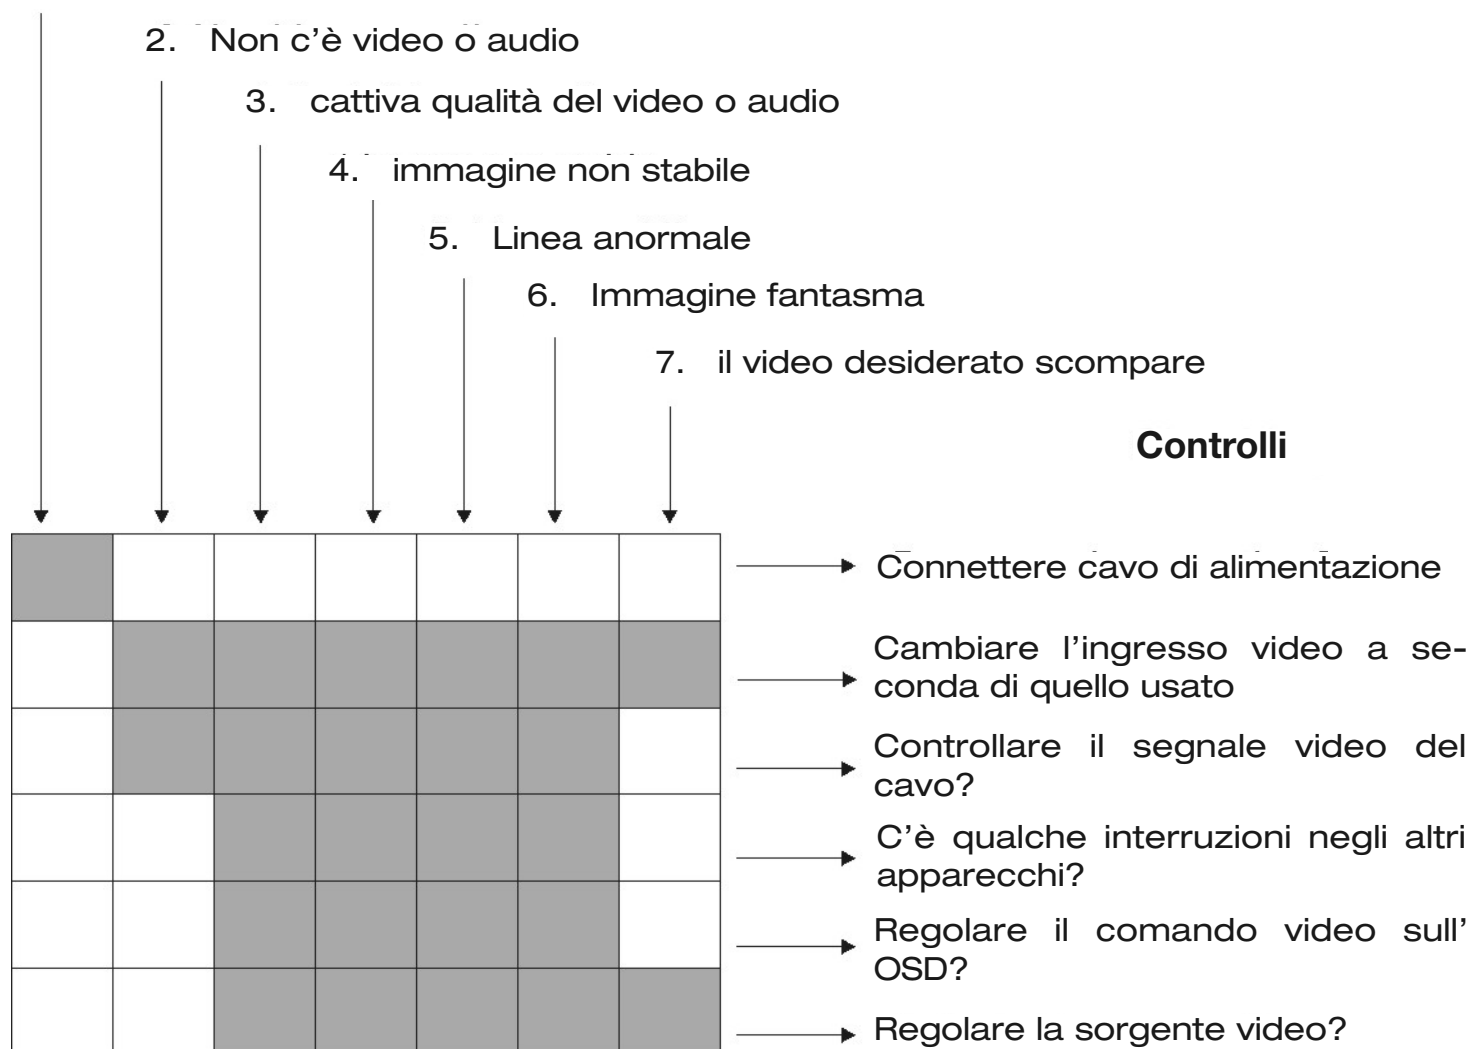 2. Non c'è video o audio
3. cattiva qualità del video o audio
4. immagine non stabile
5. Linea anormale
6. Immagine fantasma
7. il video desiderato scompare
Controlli
Connettere cavo di alimentazione
Cambiare l'ingresso video a se-
conda di quello usato
Controllare il segnale video del
cavo?
C'è qualche interruzioni negli altri
apparecchi?
Regolare il comando video sull'
OSD?
Regolare la sorgente video?